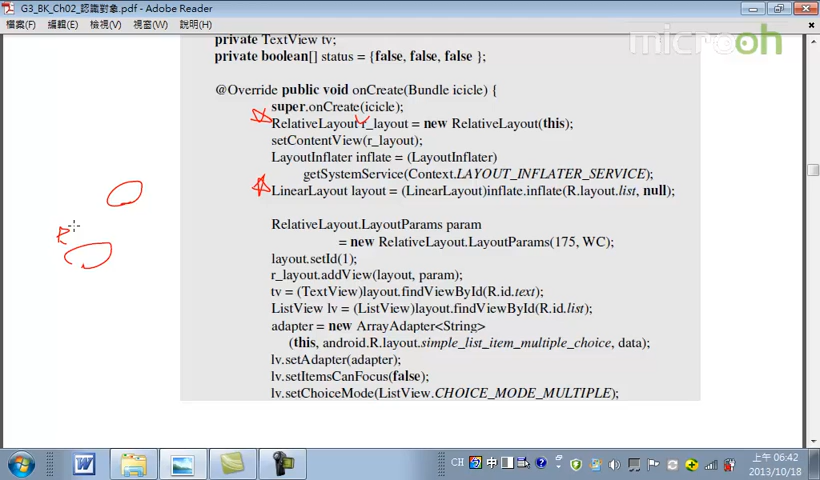 G3_BK_Ch02_認識對象.pdf - Adobe Reader
檔案(F) 編輯(E) 檢視(V) 視窗(W) 說明(H)
microoh
private TextView tv;
private boolean[] status = {false, false, false };
@Override public void onCreate(Bundle icicle) {
super.onCreate(icicle);
RelativeLayout r_layout = new RelativeLayout(this);
setContentView(r_layout);
LayoutInflater inflate = (LayoutInflater)
getSystemService(Context.LAYOUT_INFLATER_SERVICE);
LinearLayout layout = (LinearLayout)inflate.inflate(R.layout.list, null);
R
RelativeLayout.LayoutParams param
= new RelativeLayout.LayoutParams(175, WC);
layout.setId(1);
r_layout.addView(layout, param);
tv = (TextView)layout.findViewById(R.id.text);
ListView lv = (ListView)layout.findViewById(R.id.list);
adapter = new ArrayAdapter<String>
(this, android.R.layout.simple_list_item_multiple_choice, data);
lv.setAdapter(adapter);
lv.setItemsCanFocus(false);
lv.setChoiceMode(ListView.CHOICE_MODE_MULTIPLE);
CH 中
上午 06:42
2013/10/18